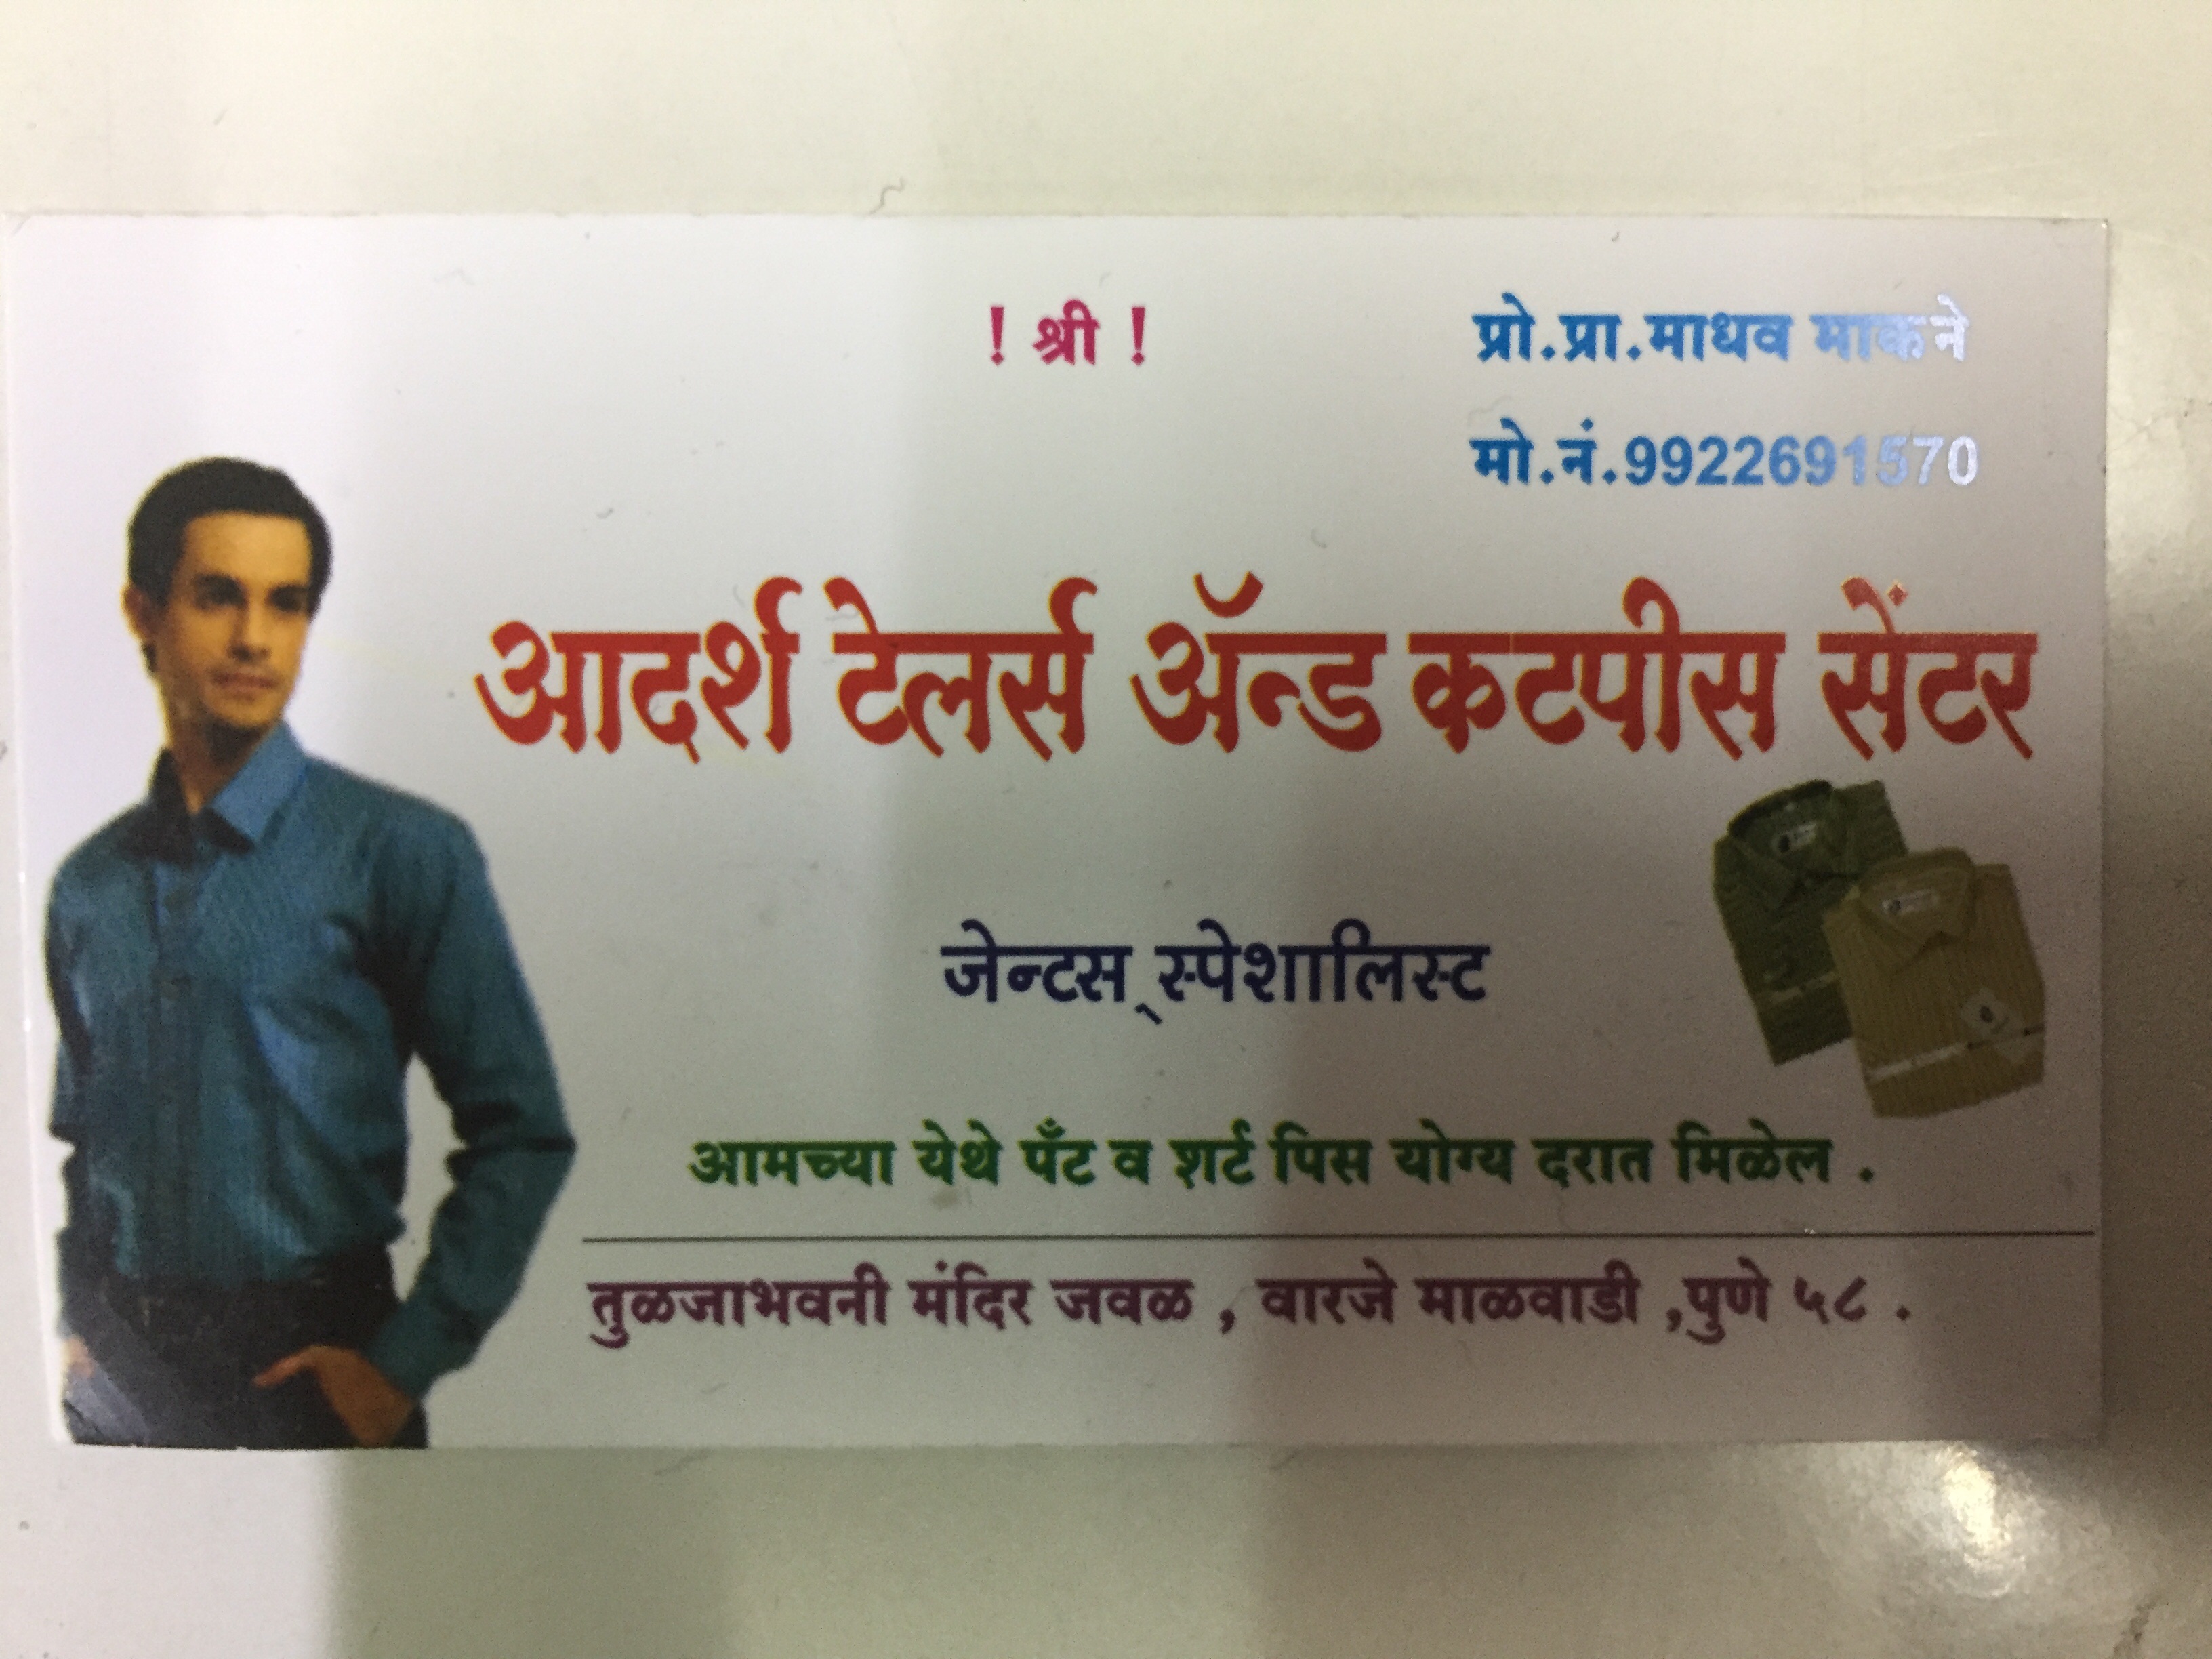 ! श्री !
प्रो.प्रा.माधव माकने
मो.नं.9922691570
आदर्श टेलर्स ॲन्ड कटपीस सेंटर
जेन्टस् स्पेशालिस्ट
आमच्या येथे पँट व शर्ट पिस योग्य दरात मिळेल .
तुळजाभवनी मंदिर जवळ , वारजे माळवाडी ,पुणे ५८ .